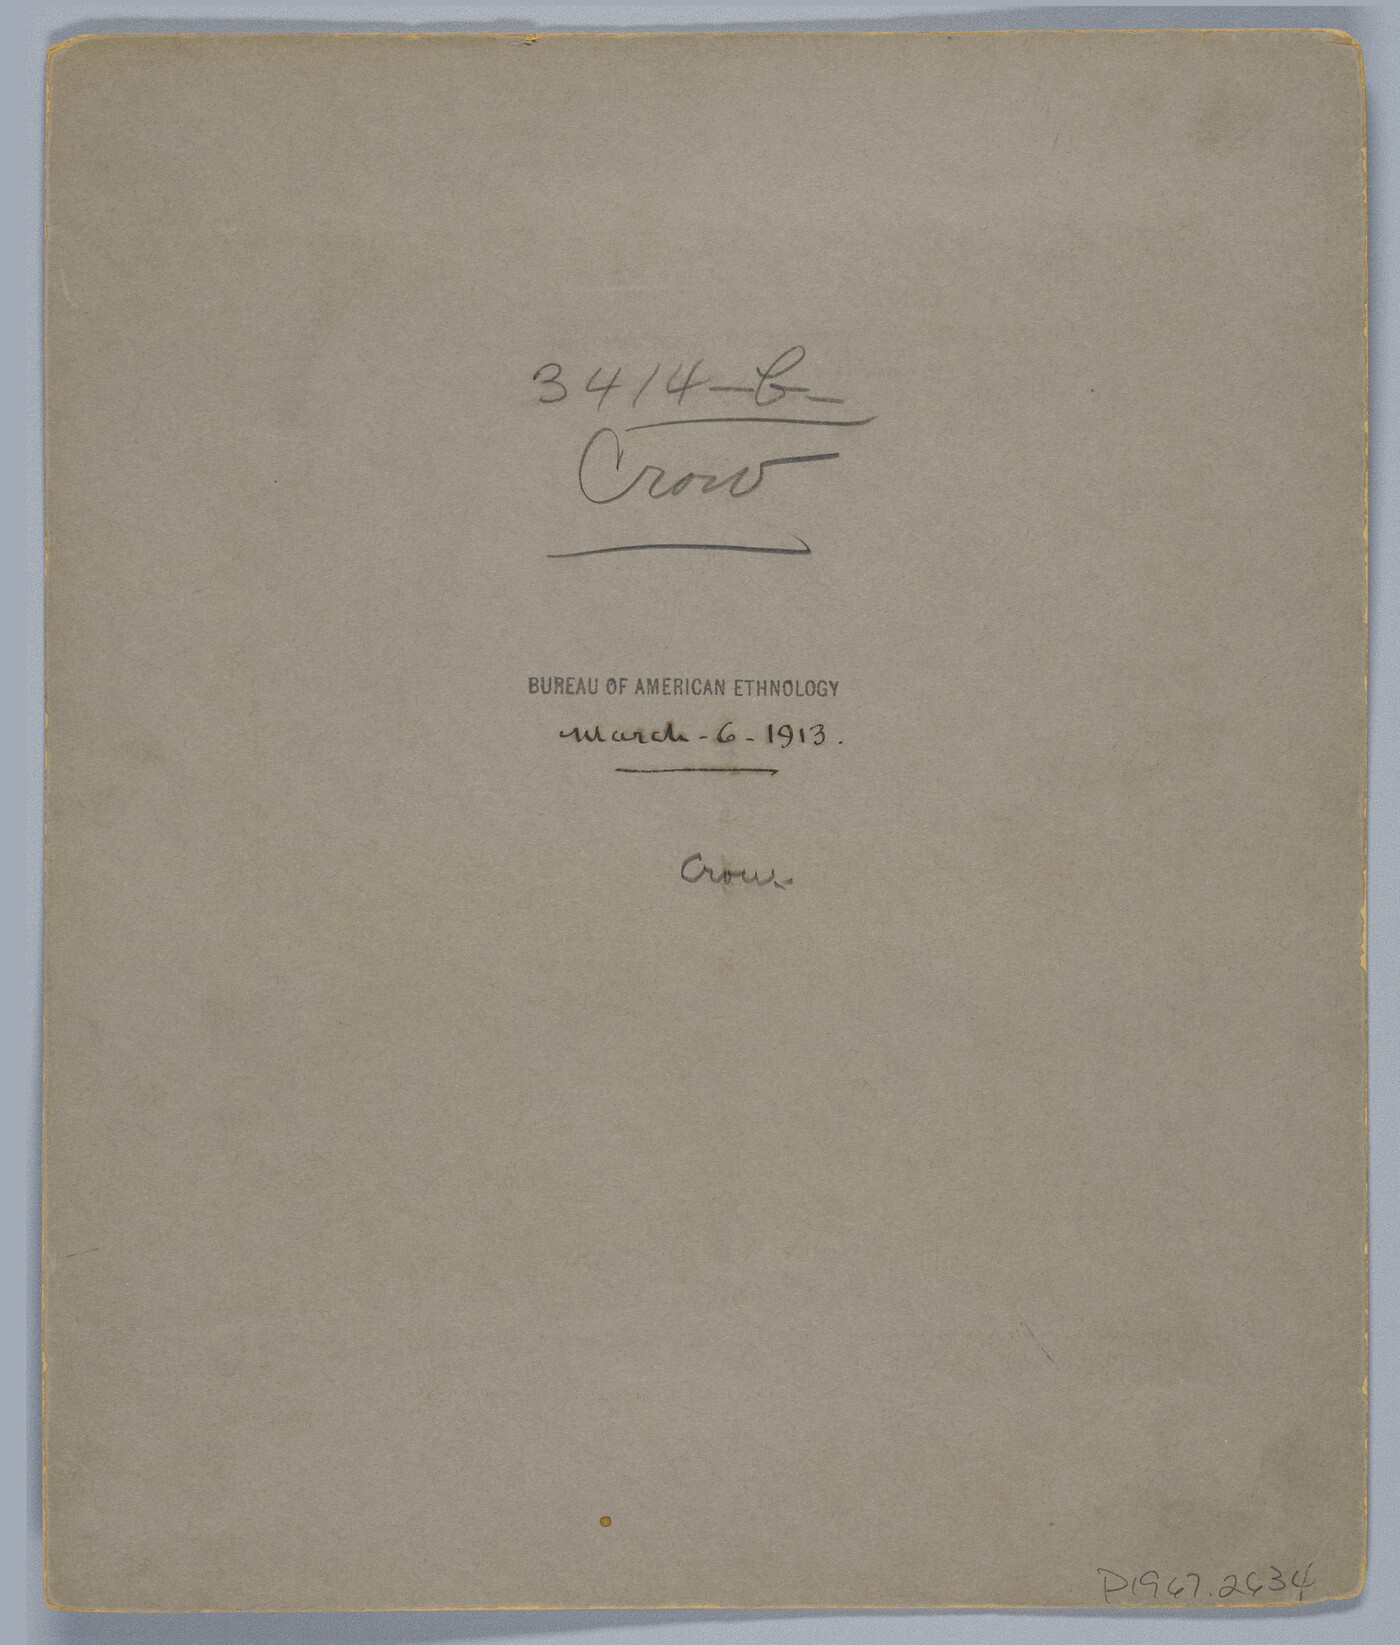 3414-b-
Crow
BUREAU OF AMERICAN ETHNOLOGY
March-6-1913.
Crow.
P1967.2634